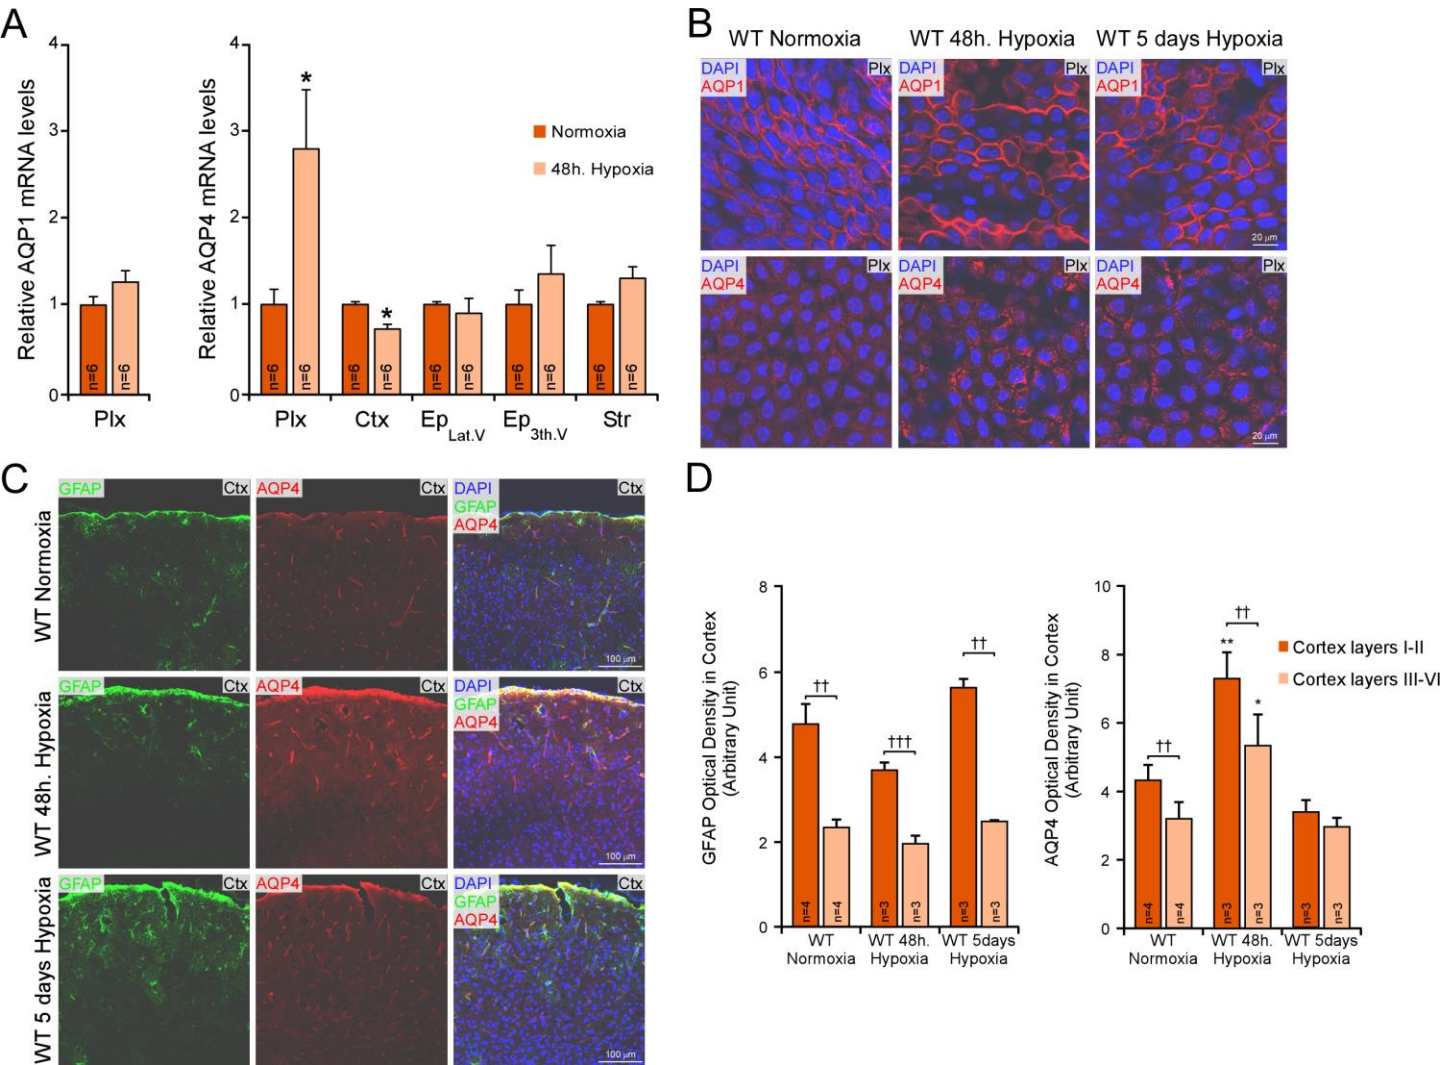 A
Relative AQP1 mRNA levels
4
3
2
1
0
n=6
n=6
Plx
Relative AQP4 mRNA levels
4
3
2
1
0
*
*
Normoxia
48h. Hypoxia
n=6
n=6
n=6
n=6
n=6
n=6
n=6
n=6
n=6
n=6
Plx
Ctx
Ep Lat.V
Ep 3th.V
Str
B
WT Normoxia
WT 48h. Hypoxia
WT 5 days Hypoxia
DAPI
AQP1
Plx
DAPI
AQP1
Plx
DAPI
AQP1
Plx
20 µm
DAPI
AQP4
Plx
DAPI
AQP4
Plx
DAPI
AQP4
Plx
20 µm
C
WT Normoxia
GFAP
Ctx
AQP4
Ctx
DAPI
GFAP
AQP4
Ctx
100 µm
WT 48h. Hypoxia
GFAP
Ctx
AQP4
Ctx
DAPI
GFAP
AQP4
Ctx
100 µm
WT 5 days Hypoxia
GFAP
Ctx
AQP4
Ctx
DAPI
GFAP
AQP4
Ctx
100 µm
D
GFAP Optical Density in Cortex
(Arbitrary Unit)
8
6
4
2
0
††
†††
††
n=4
n=4
n=3
n=3
n=3
n=3
WT
Normoxia
WT 48h.
Hypoxia
WT 5days
Hypoxia
AQP4 Optical Density in Cortex
(Arbitrary Unit)
10
8
6
4
2
0
††
**
††
*
n=4
n=4
n=3
n=3
n=3
n=3
WT
Normoxia
WT 48h.
Hypoxia
WT 5days
Hypoxia
Cortex layers I-II
Cortex layers III-VI